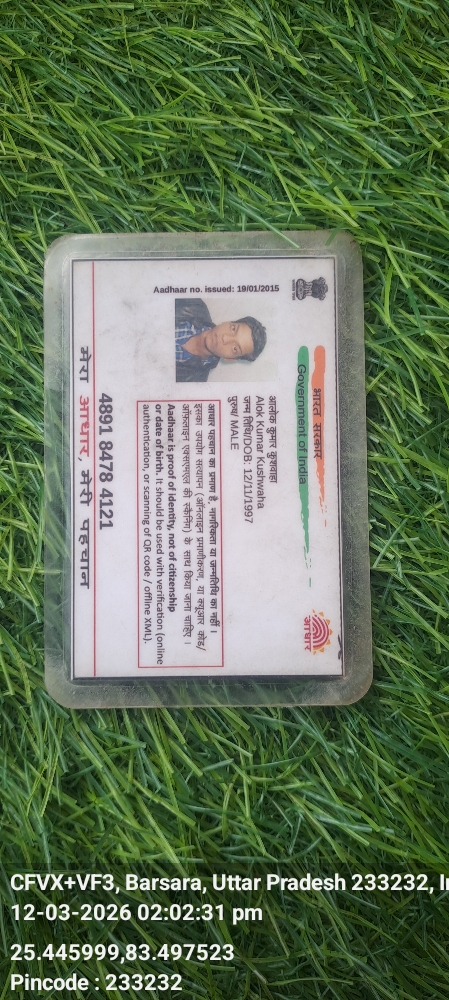 भारत सरकार
Government of India
Aadhaar no. issued: 19/01/2015
आलोक कुमार कुशवाहा
Alok Kumar Kushwaha
जन्म तिथि/DOB: 12/11/1997
पुरुष/ MALE
आधार
आधार पहचान का प्रमाण है, नागरिकता या जन्मतिथि का नहीं ।
इसका उपयोग सत्यापन (ऑनलाइन प्रमाणीकरण, या क्यूआर कोड/
ऑफलाइन एक्सएमएल की स्कैनिंग) के साथ किया जाना चाहिए ।
Aadhaar is proof of identity, not of citizenship
or date of birth. It should be used with verification (online
authentication, or scanning of QR code / offline XML).
4891 8478 4121
मेरा आधार, मेरी पहचान
CFVX+VF3, Barsara, Uttar Pradesh 233232,
12-03-2026 02:02:31 pm
25.445999,83.497523
Pincode : 233232